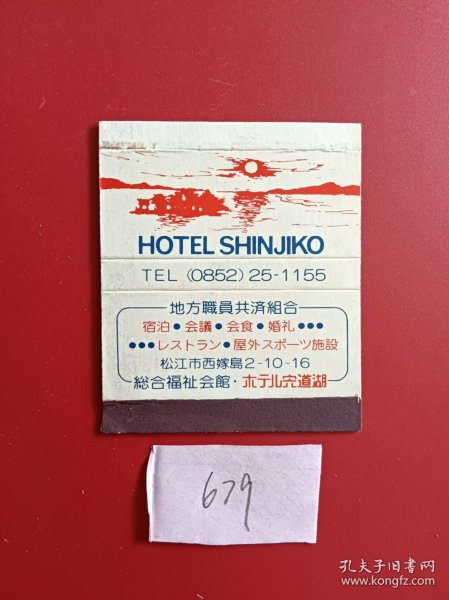 HOTEL SHINJIKO
TEL (0852) 25-1155
地方職員共済組合
宿泊●会議●会食●婚礼●●●
●●●レストラン●屋外スポーツ施設
松江市西嫁島2-10-16
総合福祉会館・ホテル宍道湖
679
孔夫子旧书网
www.kongfz.com